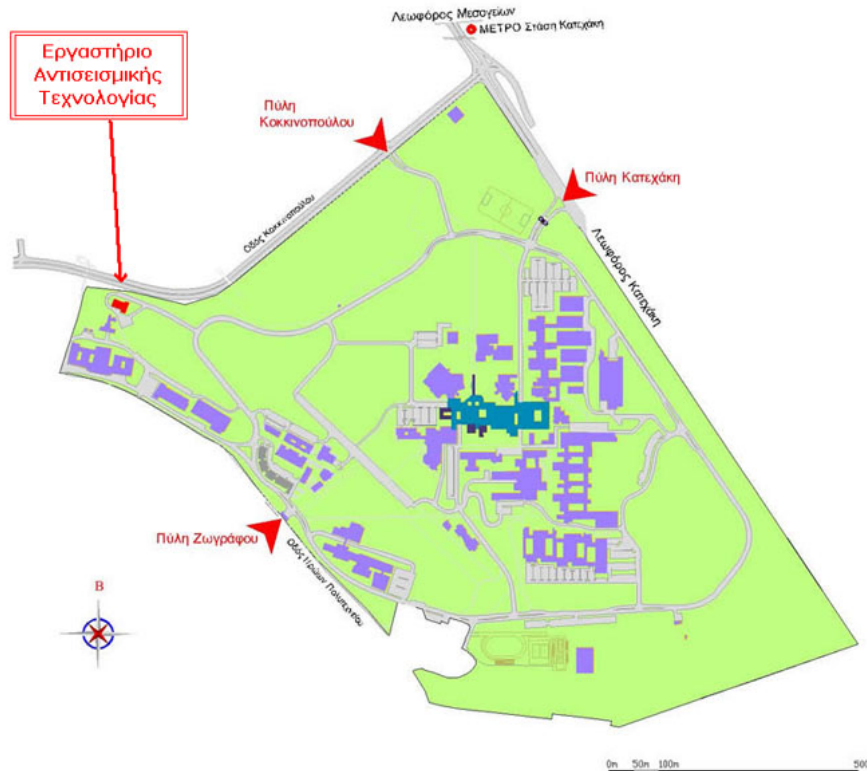 Λεωφόρος Μεσογείων
ΜΕΤΡΟ Στάση Κατεχάκη
Εργαστήριο
Αντισεισμικής
Τεχνολογίας
Πύλη
Κοκκινοπούλου
Πύλη Κατεχάκη
Οδός Κοκκινοπούλου
Λεωφόρος Κατεχάκη
Πύλη Ζωγράφου
Οδός Ηρώων Πολυτεχνείου
Β
0m 50m 100m